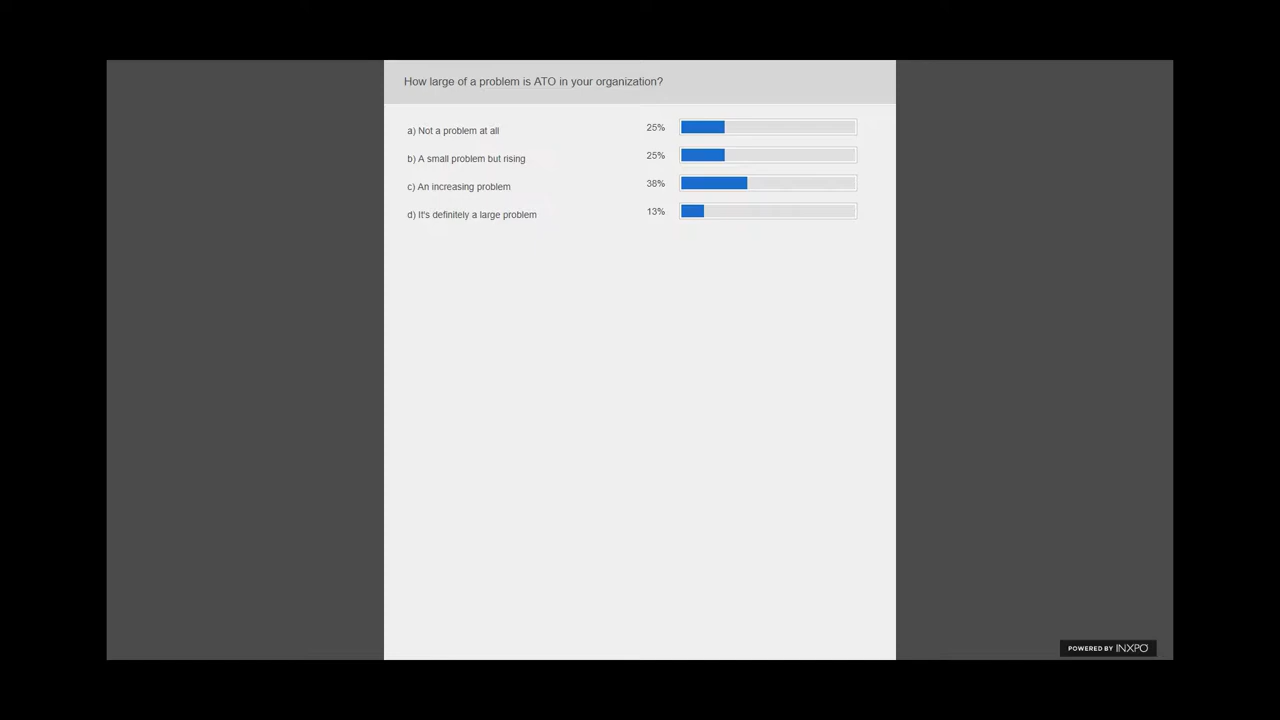 How large of a problem is ATO in your organization?
a) Not a problem at all 25%
b) A small problem but rising 25%
c) An increasing problem 38%
d) It's definitely a large problem 13%
POWERED BY INXPO